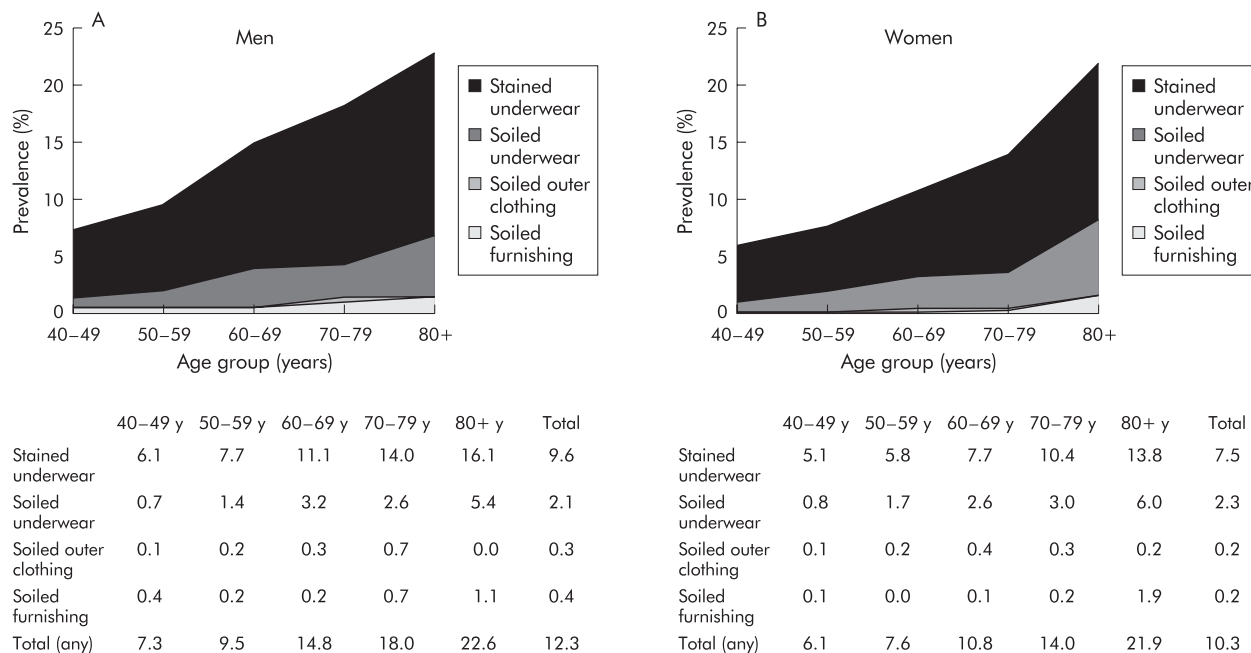 A
Men
25
20
15
10
5
0
Prevalence (%)
40–49 50–59 60–69 70–79 80+
Age group (years)
Stained
underwear
Soiled
underwear
Soiled outer
clothing
Soiled
furnishing
40–49 y 50–59 y 60–69 y 70–79 y 80+ y Total
Stained 6.1 7.7 11.1 14.0 16.1 9.6
underwear
Soiled 0.7 1.4 3.2 2.6 5.4 2.1
underwear
Soiled outer 0.1 0.2 0.3 0.7 0.0 0.3
clothing
Soiled 0.4 0.2 0.2 0.7 1.1 0.4
furnishing
Total (any) 7.3 9.5 14.8 18.0 22.6 12.3
B
Women
25
20
15
10
5
0
Prevalence (%)
40–49 50–59 60–69 70–79 80+
Age group (years)
Stained
underwear
Soiled
underwear
Soiled outer
clothing
Soiled
furnishing
40–49 y 50–59 y 60–69 y 70–79 y 80+ y Total
Stained 5.1 5.8 7.7 10.4 13.8 7.5
underwear
Soiled 0.8 1.7 2.6 3.0 6.0 2.3
underwear
Soiled outer 0.1 0.2 0.4 0.3 0.2 0.2
clothing
Soiled 0.1 0.0 0.1 0.2 1.9 0.2
furnishing
Total (any) 6.1 7.6 10.8 14.0 21.9 10.3